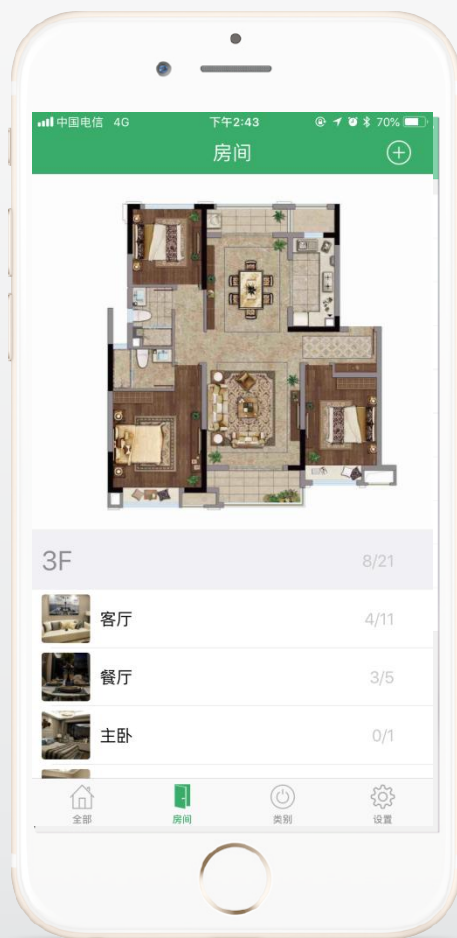 中国电信 4G 下午2:43 70%
房间
3F 8/21
客厅 4/11
餐厅 3/5
主卧 0/1
全部 房间 类别 设置